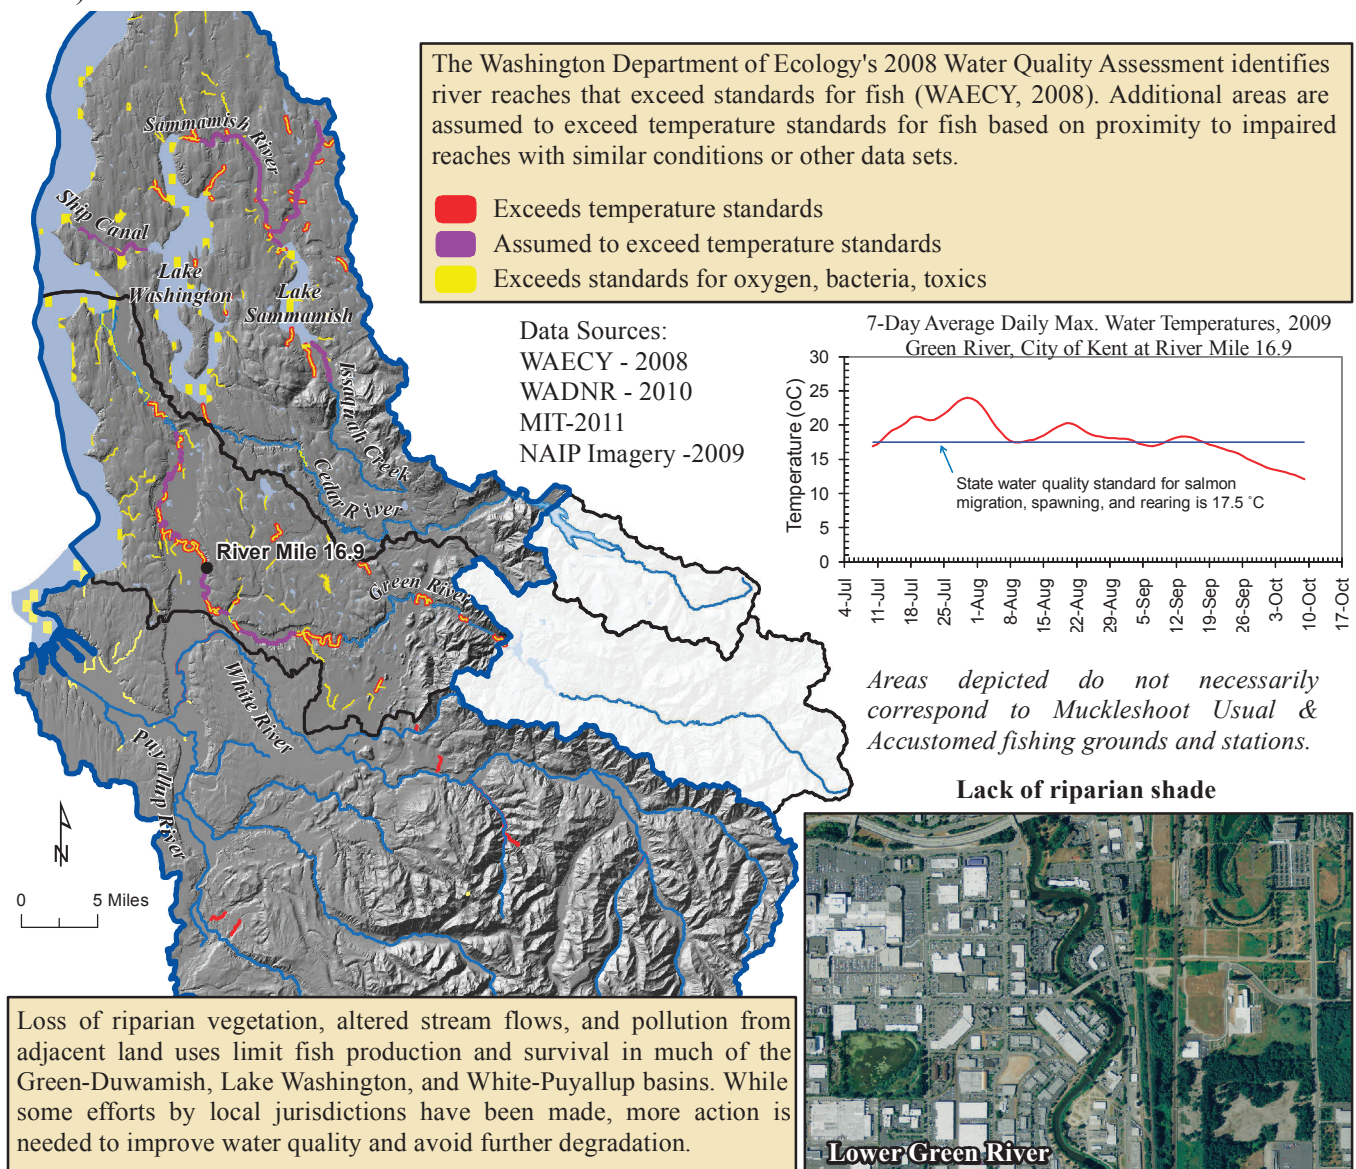 The Washington Department of Ecology's 2008 Water Quality Assessment identifies
river reaches that exceed standards for fish (WAECY, 2008). Additional areas are
assumed to exceed temperature standards for fish based on proximity to impaired
reaches with similar conditions or other data sets.
Exceeds temperature standards
Assumed to exceed temperature standards
Exceeds standards for oxygen, bacteria, toxics
Sammamish River
Ship Canal
Lake
Washington
Lake
Sammamish
Issaquah Creek
Cedar River
River Mile 16.9
Green River
White River
Puyallup River
N
0 5 Miles
Data Sources:
WAECY - 2008
WADNR - 2010
MIT-2011
NAIP Imagery -2009
7-Day Average Daily Max. Water Temperatures, 2009
Green River, City of Kent at River Mile 16.9
Temperature (oC)
30
25
20
15
10
5
0
State water quality standard for salmon
migration, spawning, and rearing is 17.5 °C
4-Jul
11-Jul
18-Jul
25-Jul
1-Aug
8-Aug
15-Aug
22-Aug
29-Aug
5-Sep
12-Sep
19-Sep
26-Sep
3-Oct
10-Oct
17-Oct
Areas depicted do not necessarily
correspond to Muckleshoot Usual &
Accustomed fishing grounds and stations.
Lack of riparian shade
Lower Green River
Loss of riparian vegetation, altered stream flows, and pollution from
adjacent land uses limit fish production and survival in much of the
Green-Duwamish, Lake Washington, and White-Puyallup basins. While
some efforts by local jurisdictions have been made, more action is
needed to improve water quality and avoid further degradation.